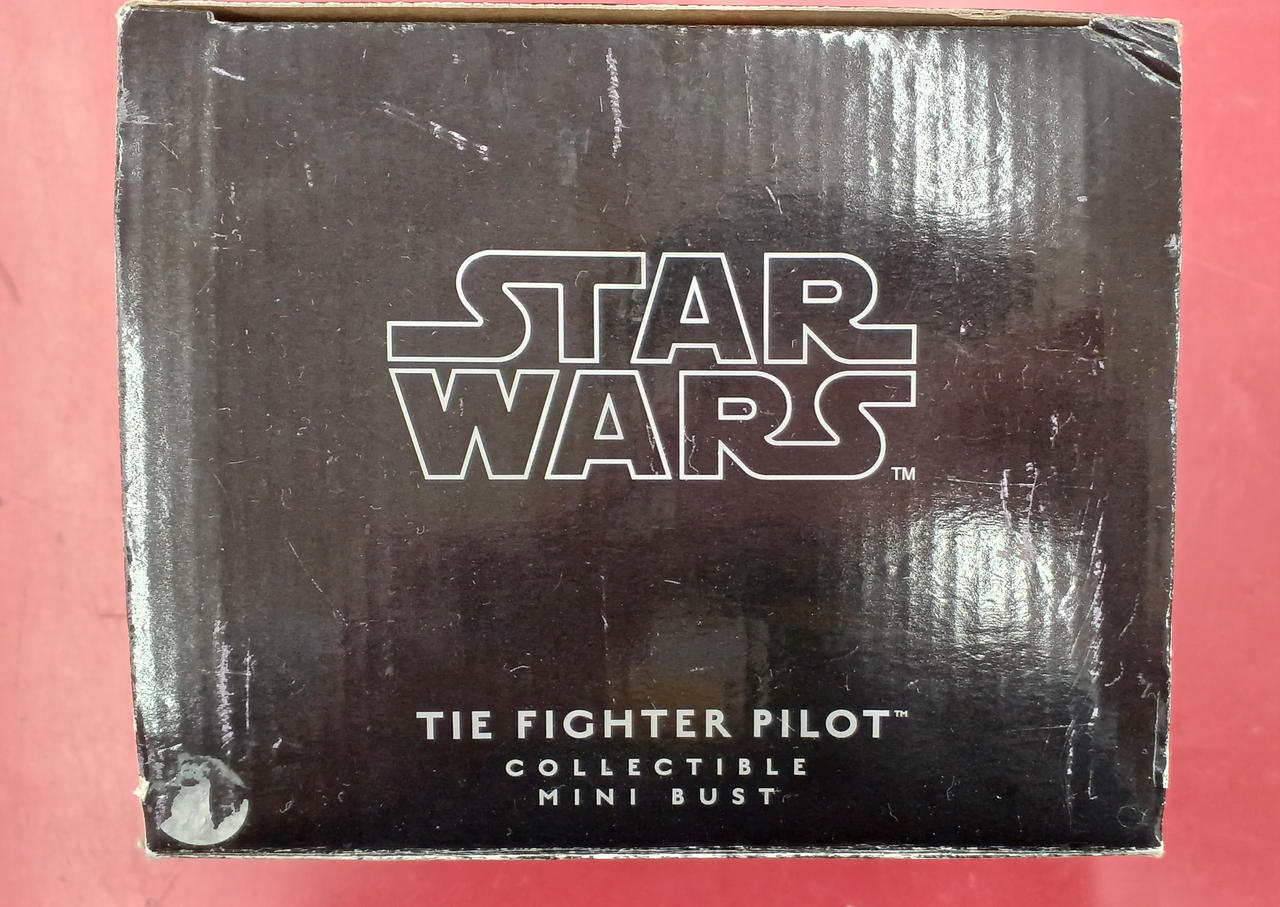 STAR
WARS™
TIE FIGHTER PILOT™
COLLECTIBLE
MINI BUST